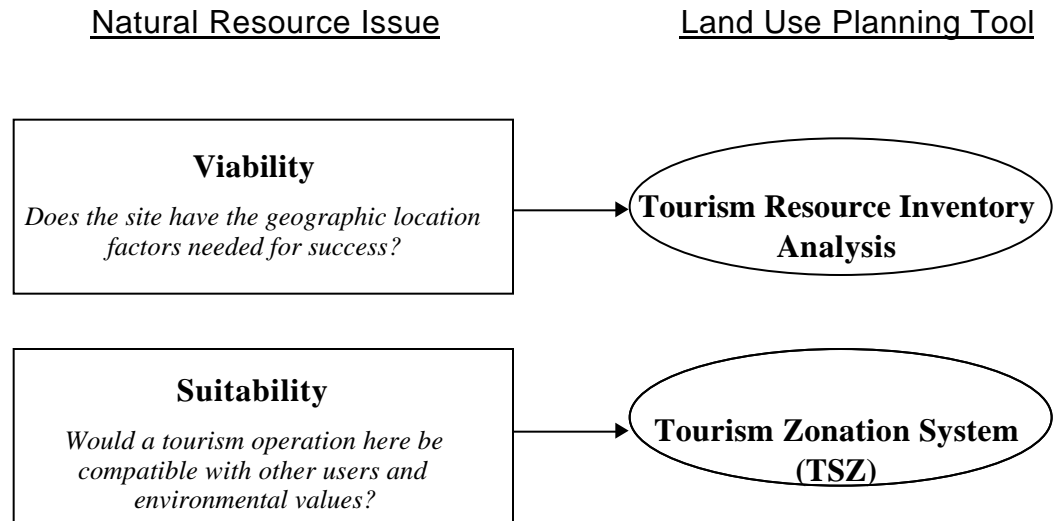 Natural Resource Issue
Land Use Planning Tool
Viability
Does the site have the geographic location
factors needed for success?
Tourism Resource Inventory
Analysis
Suitability
Would a tourism operation here be
compatible with other users and
environmental values?
Tourism Zonation System
(TSZ)